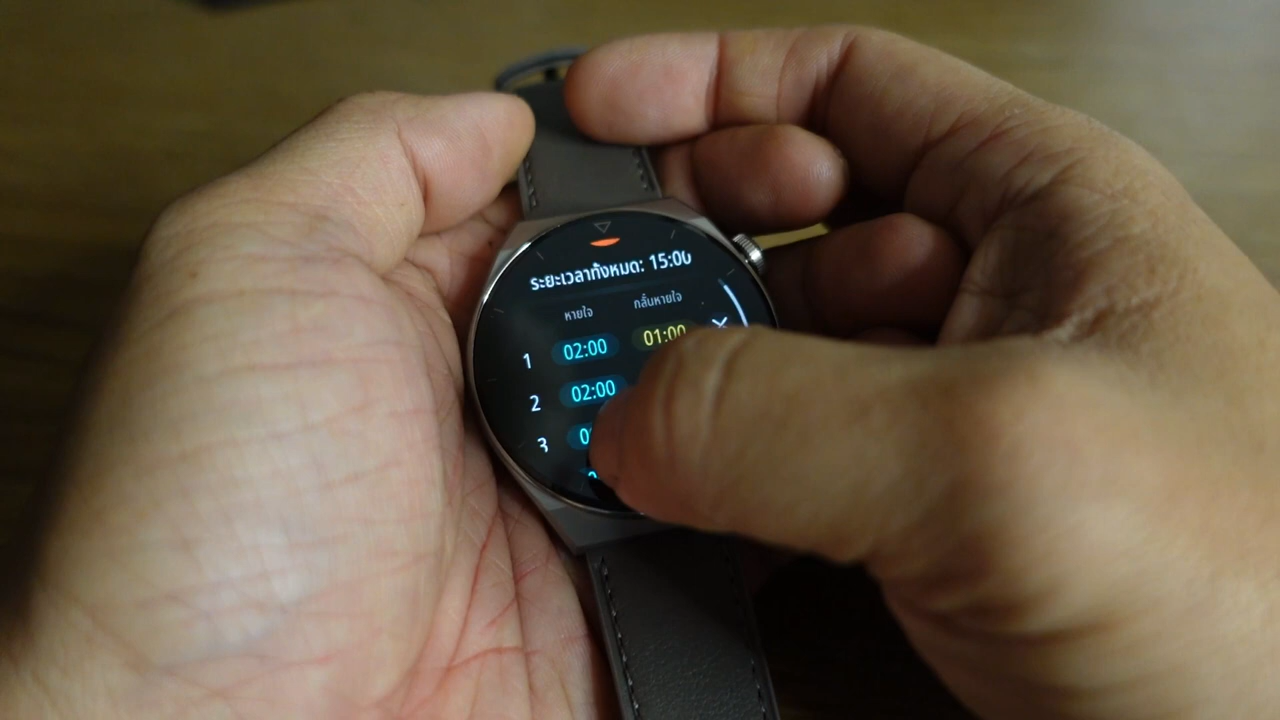 ระยะเวลาทั้งหมด: 15:00
หายใจ กลั้นหายใจ
1 02:00 01:00
2 02:00
3